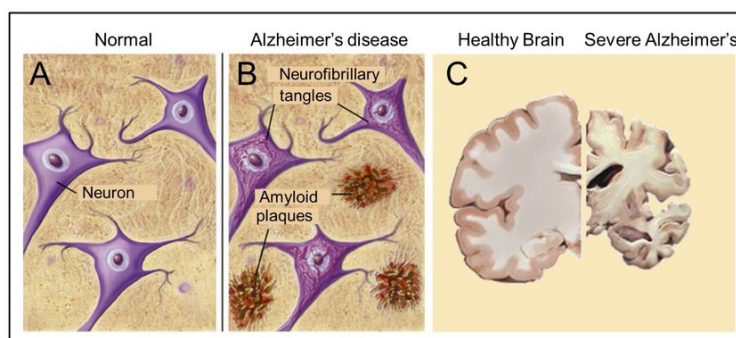 Normal
Alzheimer's disease
Healthy Brain
Severe Alzheimer's
A
B
C
Neurofibrillary
tangles
Neuron
Amyloid
plaques